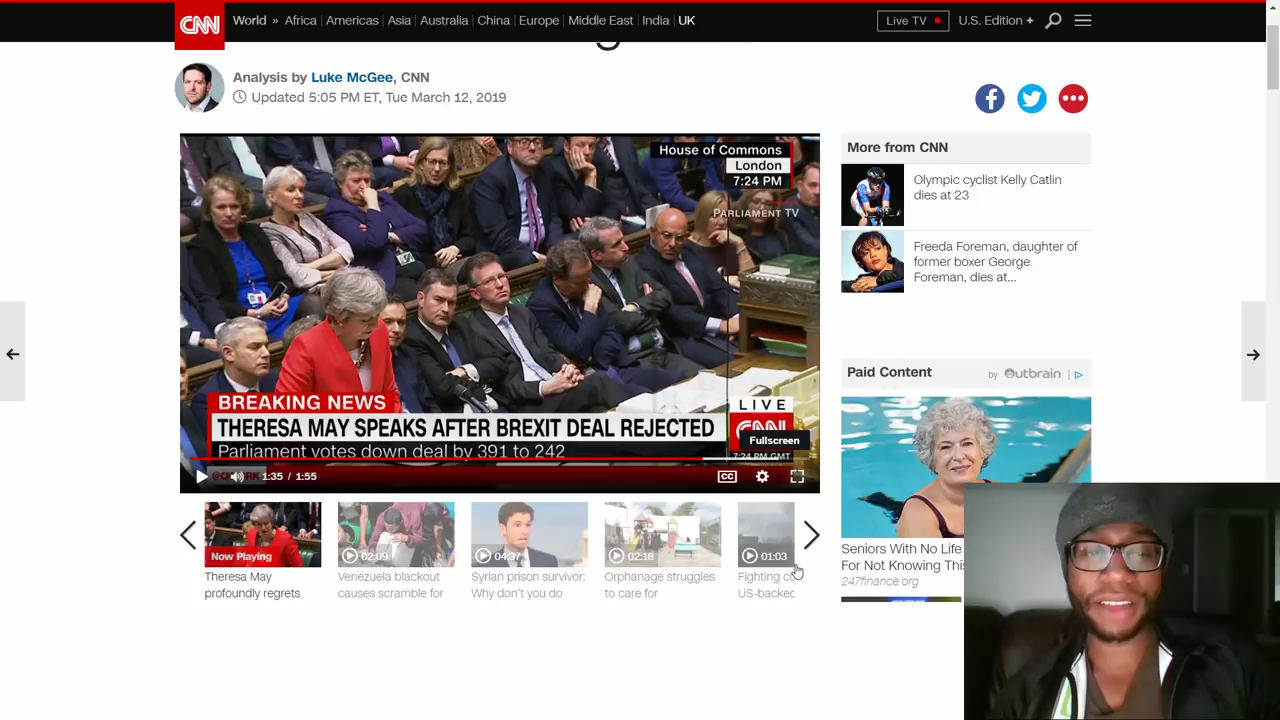 CNN
World » Africa Americas Asia Australia China Europe Middle East India UK
Live TV
U.S. Edition +
Analysis by Luke McGee, CNN
Updated 5:05 PM ET, Tue March 12, 2019
House of Commons
London
7:24 PM
PARLIAMENT TV
BREAKING NEWS
THERESA MAY SPEAKS AFTER BREXIT DEAL REJECTED
Parliament votes down deal by 391 to 242
LIVE
CNN
7:24 PM GMT
Fullscreen
1:35 / 1:55
CC
Now Playing
Theresa May
profoundly regrets
02:09
Venezuela blackout
causes scramble for
04:37
Syrian prison survivor:
Why don't you do
02:18
Orphanage struggles
to care for
01:03
Fighting
US-backed
More from CNN
Olympic cyclist Kelly Catlin
dies at 23
Freeda Foreman, daughter of
former boxer George
Foreman, dies at...
Paid Content
by Outbrain
Seniors With No Life
For Not Knowing This
247finance.org